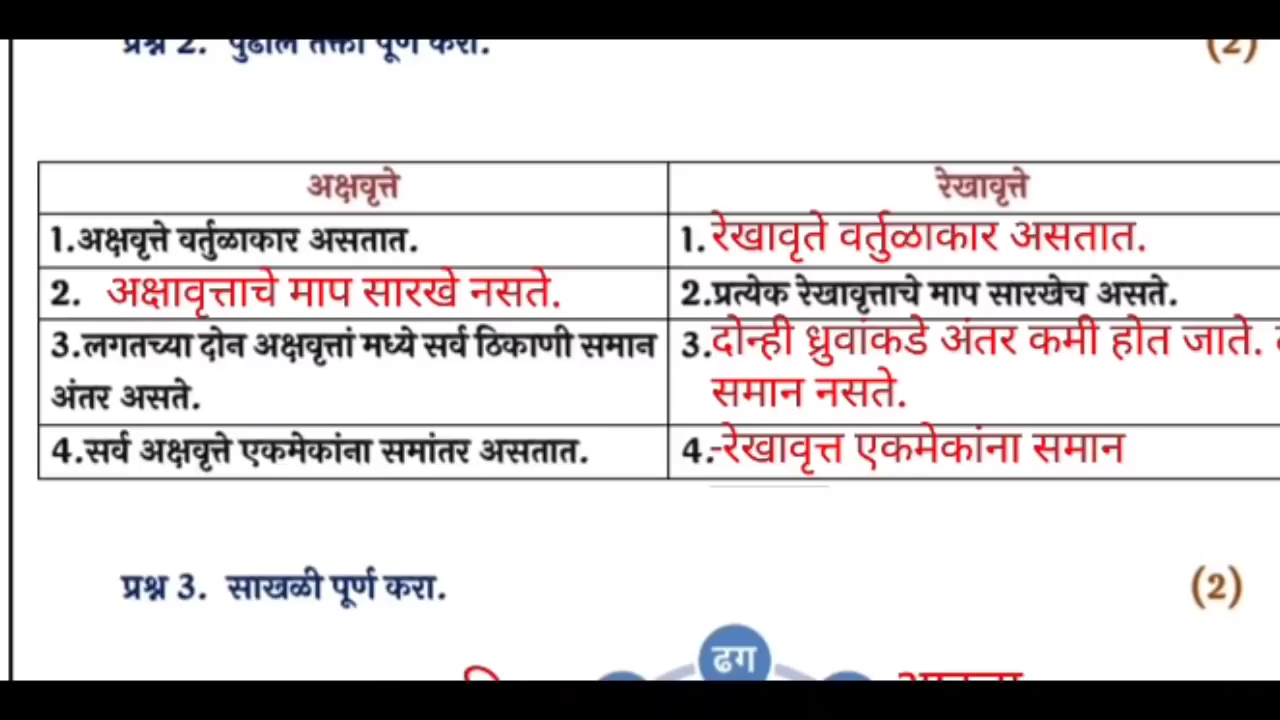 प्रश्न 2. पुढील तक्ता पूर्ण करा. (2)
अक्षवृत्ते रेखावृत्ते
1.अक्षवृत्ते वर्तुळाकार असतात. 1. रेखावृते वर्तुळाकार असतात.
2. अक्षावृत्ताचे माप सारखे नसते. 2.प्रत्येक रेखावृत्ताचे माप सारखेच असते.
3.लगतच्या दोन अक्षवृत्तां मध्ये सर्व ठिकाणी समान 3.दोन्ही ध्रुवांकडे अंतर कमी होत जाते.
अंतर असते. समान नसते.
4.सर्व अक्षवृत्ते एकमेकांना समांतर असतात. 4.-रेखावृत्त एकमेकांना समान
प्रश्न 3. साखळी पूर्ण करा. (2)
ढग